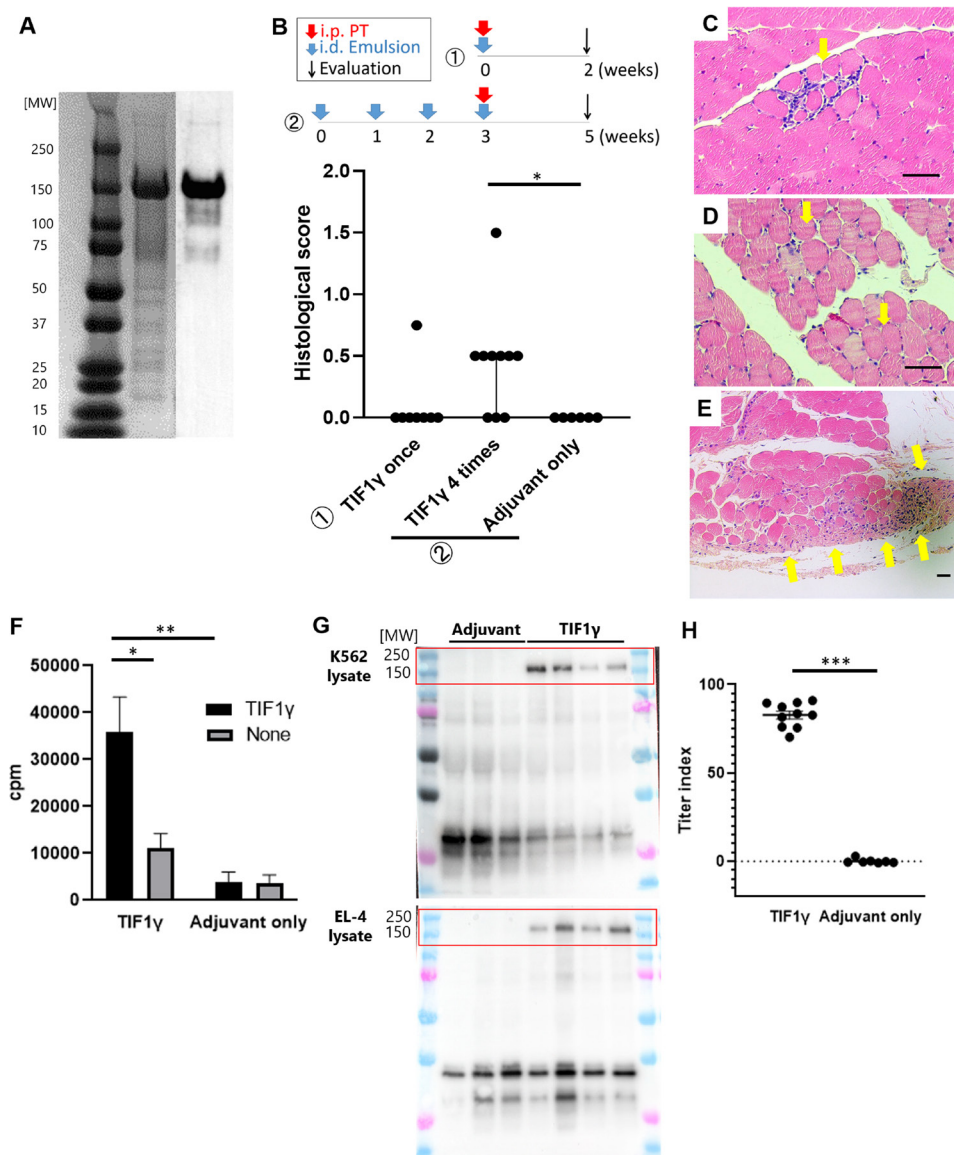 A
[MW]
250
150
100
75
50
37
25
20
15
10
B
i.p. PT
i.d. Emulsion
Evaluation
①
0
2 (weeks)
②
0
1
2
3
5 (weeks)
*
2.0
1.5
1.0
0.5
0.0
Histological score
TIF1γ once
TIF1γ 4 times
Adjuvant only
①
②
C
D
E
F
**
*
50000
40000
30000
20000
10000
0
cpm
TIF1γ
None
TIF1γ
Adjuvant only
G
[MW]
Adjuvant
TIF1γ
K562
lysate
250
150
EL-4
lysate
250
150
H
***
100
50
0
Titer index
TIF1γ
Adjuvant only